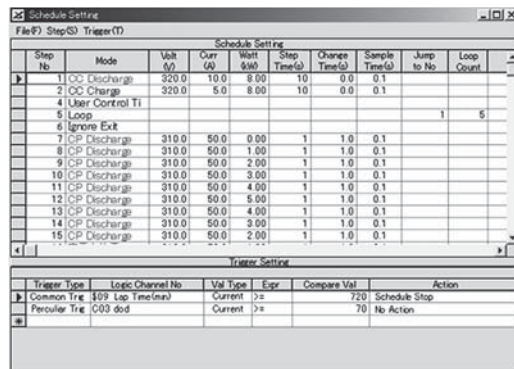 Schedule Setting
File(F) Step(S) Trigger(T)
Schedule Setting
Step No Mode Volt (V) Curr (A) Watt (kW) Step Time(s) Change Time(s) Sample Time(s) Jump to No Loop Count
1 CC Discharge 320.0 10.0 8.00 10 0.0 0.1
2 CC Charge 320.0 5.0 8.00 10 0.0 0.1
4 User Control Ti
5 Loop 1 5
6 Ignore Exit
7 CP Discharge 310.0 50.0 0.00 1 1.0 0.1
8 CP Discharge 310.0 50.0 1.00 1 1.0 0.1
9 CP Discharge 310.0 50.0 2.00 1 1.0 0.1
10 CP Discharge 310.0 50.0 3.00 1 1.0 0.1
11 CP Discharge 310.0 50.0 4.00 1 1.0 0.1
12 CP Discharge 310.0 50.0 5.00 1 1.0 0.1
13 CP Discharge 310.0 50.0 4.00 1 1.0 0.1
14 CP Discharge 310.0 50.0 3.00 1 1.0 0.1
15 CP Discharge 310.0 50.0 2.00 1 1.0 0.1
Trigger Setting
Trigger Type Logic Channel No Val Type Expr Compare Val Action
Common Trig $09 Lap Time(min) Current >= 720 Schedule Stop
Perculier Trig C03 dod Current >= 70 No Action